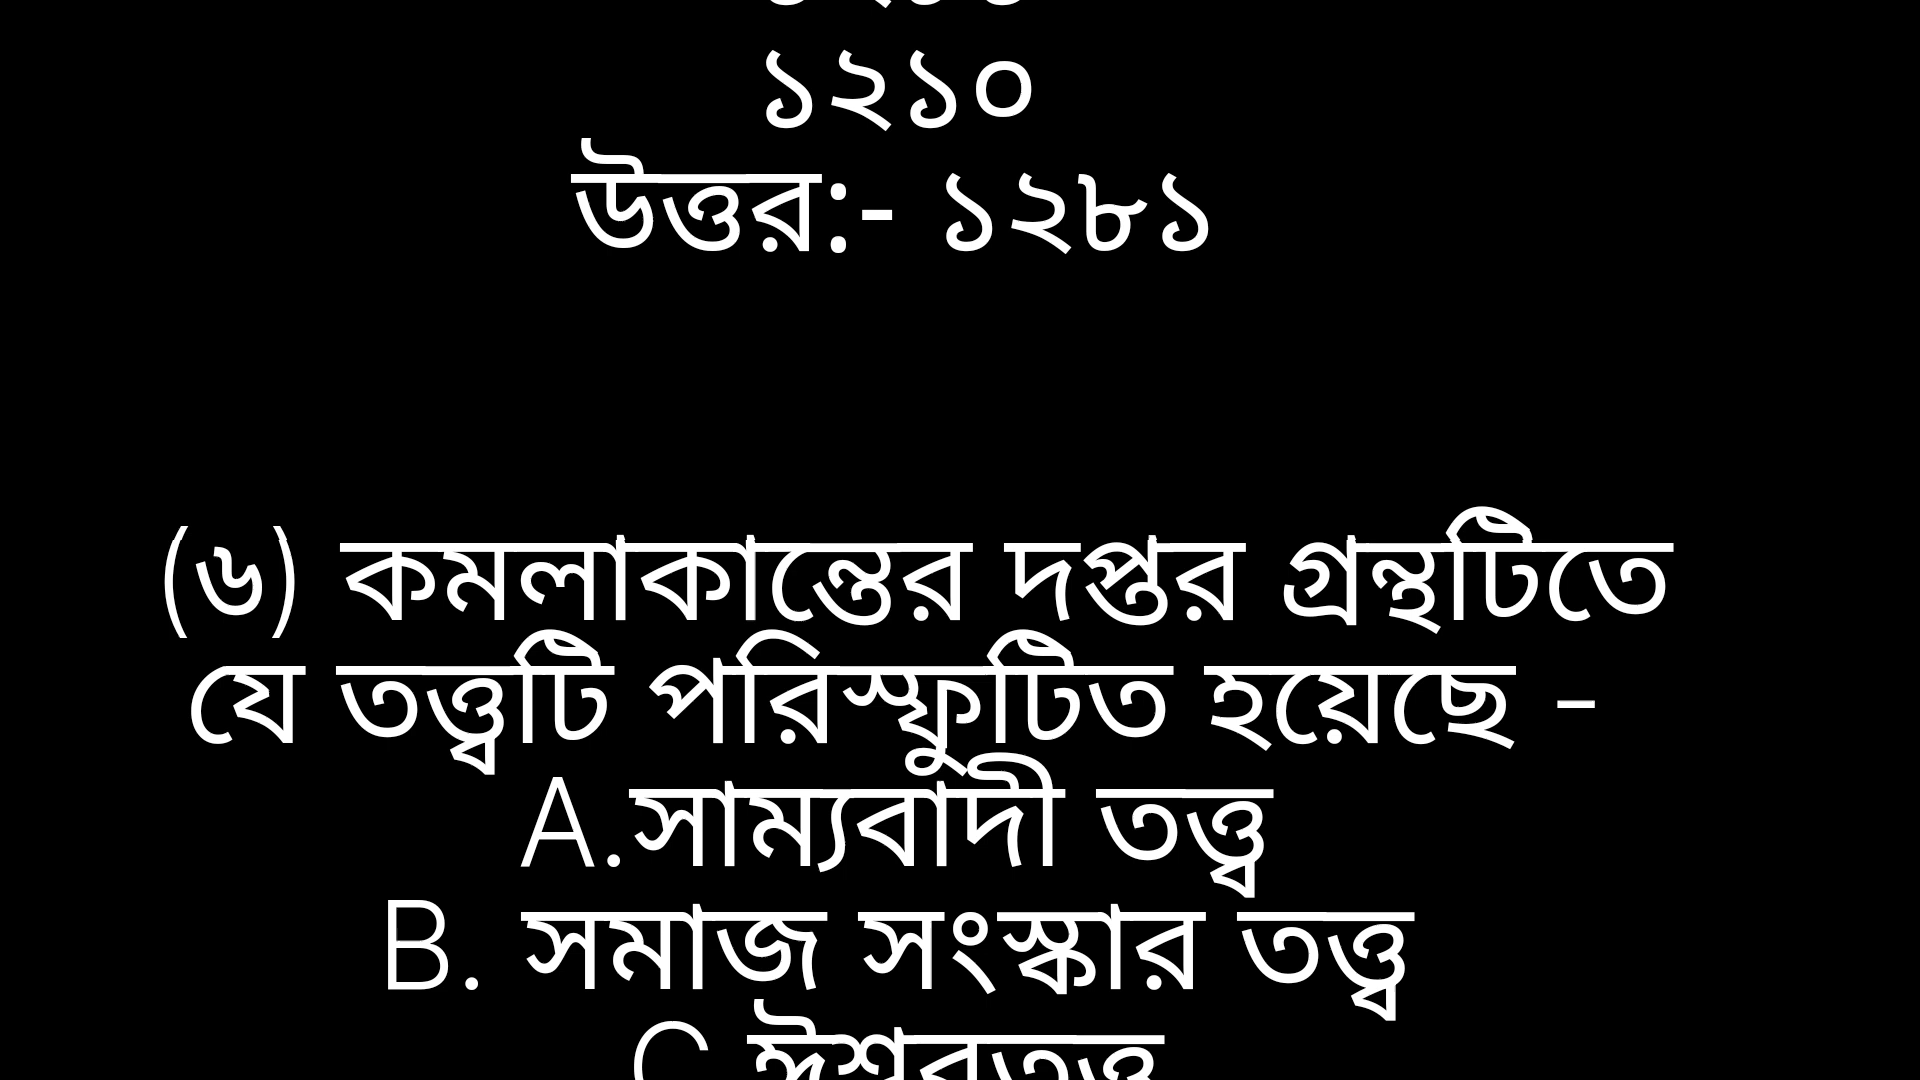 ১২১০
উত্তর:- ১২৮১
(৬) কমলাকান্তের দপ্তর গ্রন্থটিতে
যে তত্ত্বটি পরিস্ফুটিত হয়েছে -
A.সাম্যবাদী তত্ত্ব
B. সমাজ সংস্কার তত্ত্ব
C